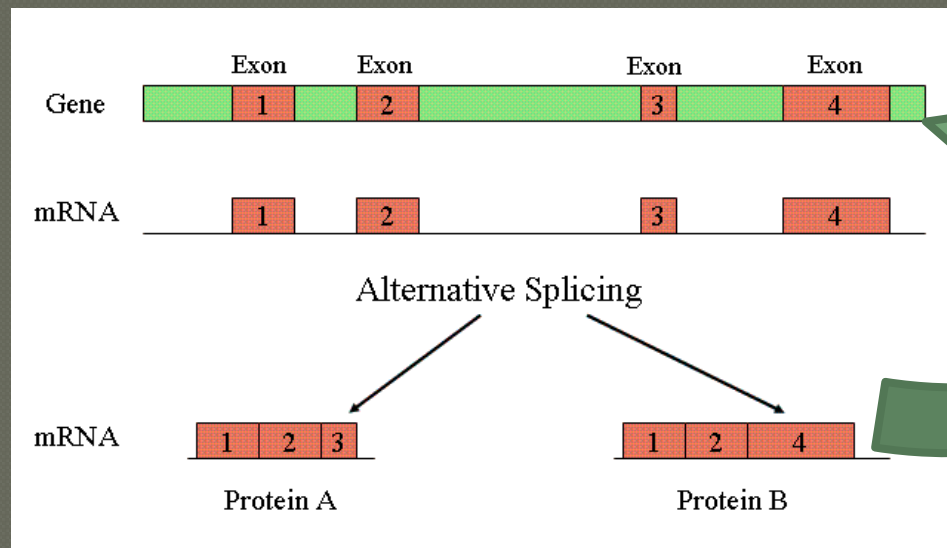 Exon Exon Exon Exon
Gene 1 2 3 4
mRNA 1 2 3 4
Alternative Splicing
mRNA 1 2 3 1 2 4
Protein A Protein B